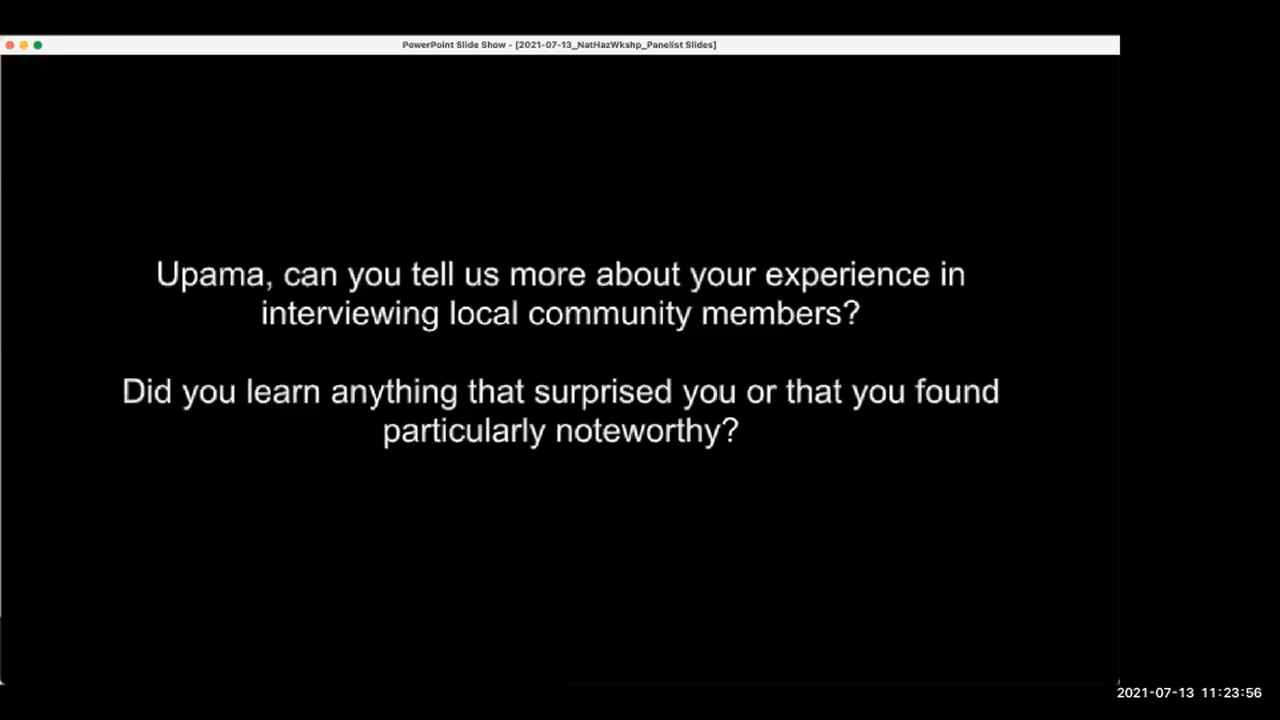 PowerPoint Slide Show - [2021-07-13_NatHazWkshp_Panelist Slides]
Upama, can you tell us more about your experience in
interviewing local community members?
Did you learn anything that surprised you or that you found
particularly noteworthy?
2021-07-13 11:23:56